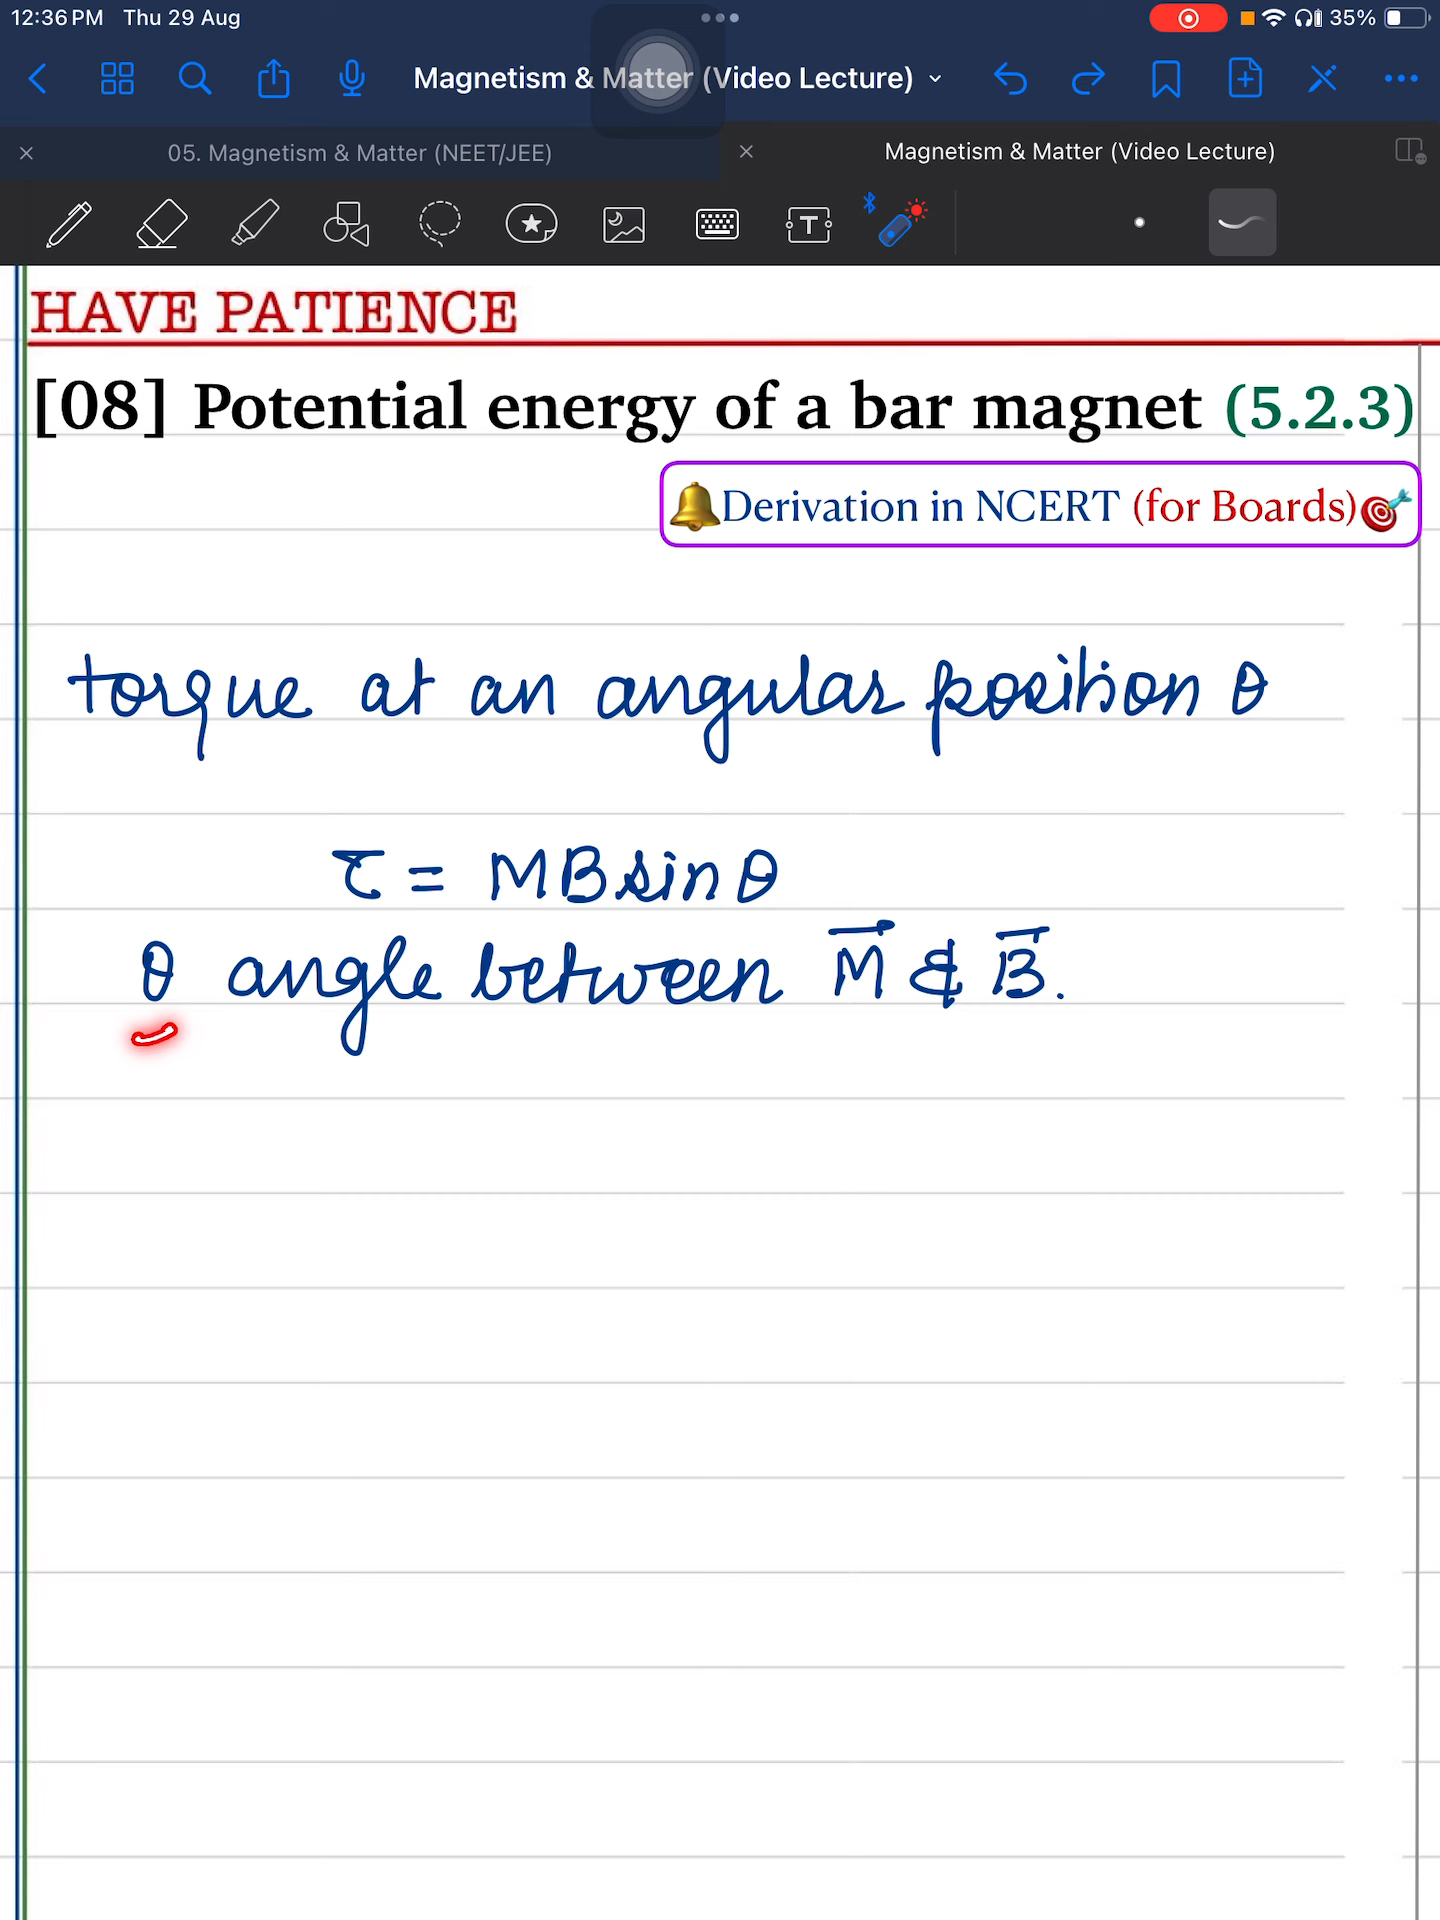 12:36 PM Thu 29 Aug
35%
Magnetism & Matter (Video Lecture)
05. Magnetism & Matter (NEET/JEE)
Magnetism & Matter (Video Lecture)
T
HAVE PATIENCE
[08] Potential energy of a bar magnet (5.2.3)
Derivation in NCERT (for Boards)
torque at an angular position θ
τ = MB sin θ
θ angle between M⃗ & B⃗.